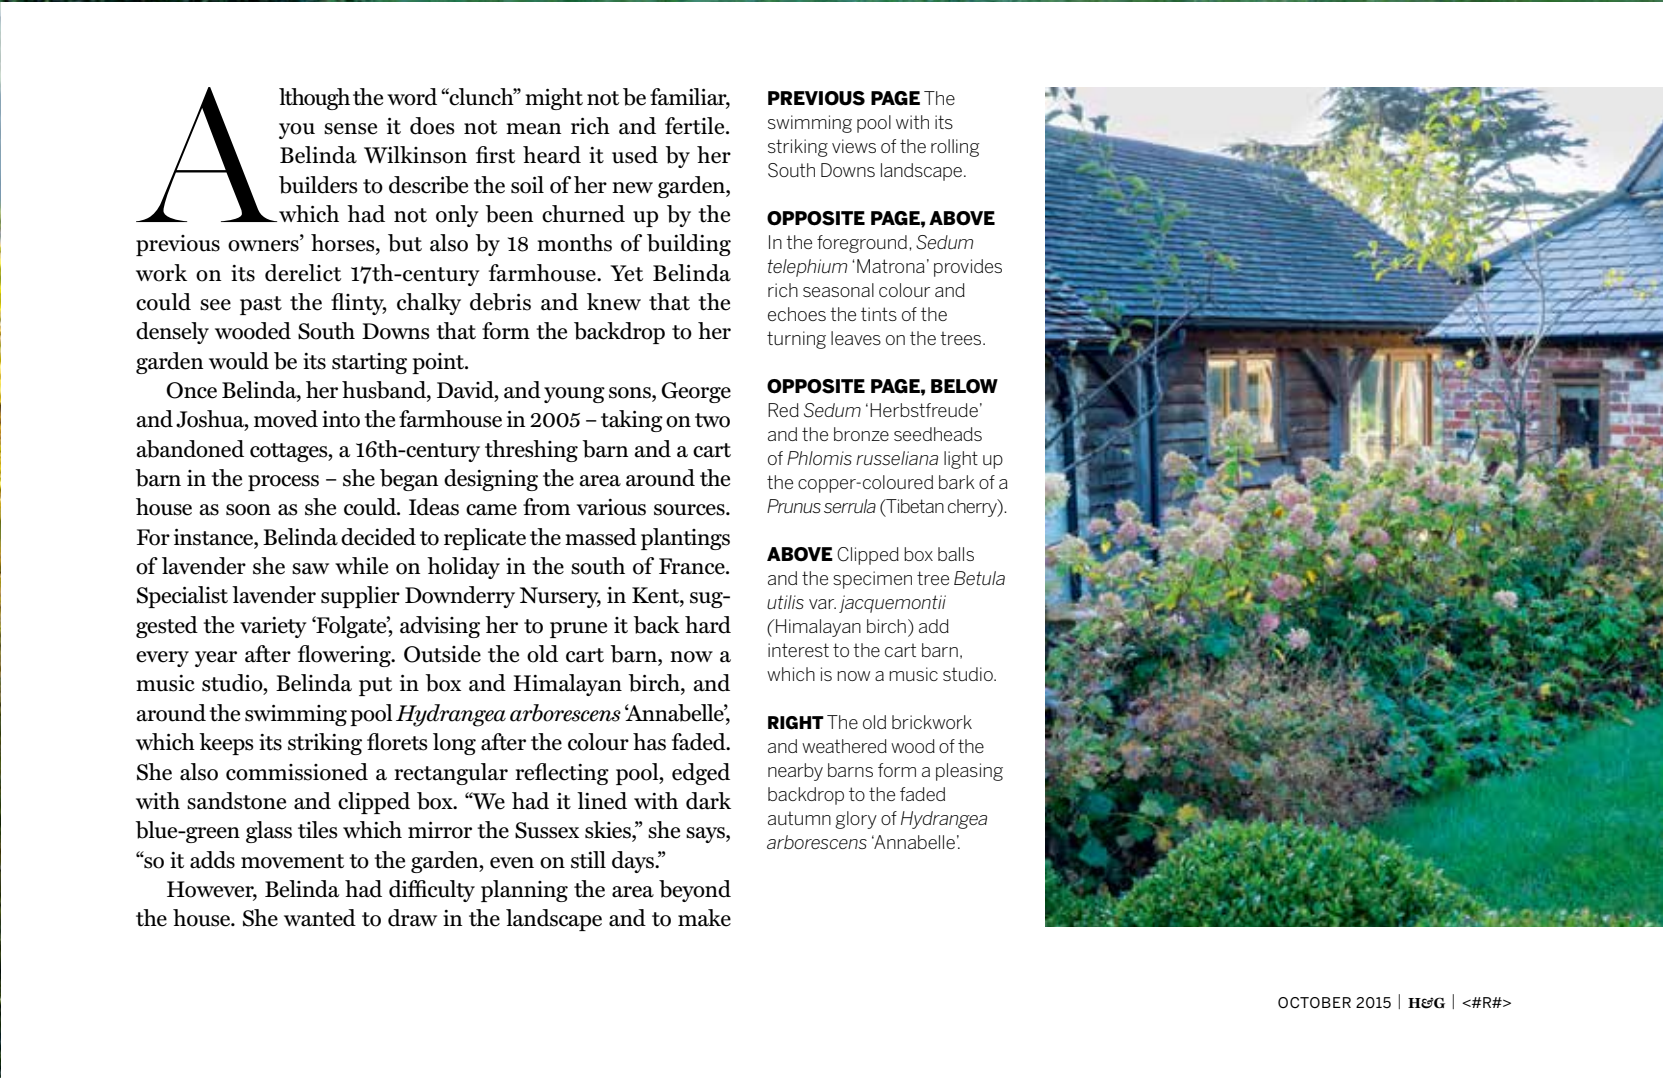 Although the word “clunch” might not be familiar,
you sense it does not mean rich and fertile.
Belinda Wilkinson first heard it used by her
builders to describe the soil of her new garden,
which had not only been churned up by the
previous owners’ horses, but also by 18 months of building
work on its derelict 17th-century farmhouse. Yet Belinda
could see past the flinty, chalky debris and knew that the
densely wooded South Downs that form the backdrop to her
garden would be its starting point.
Once Belinda, her husband, David, and young sons, George
and Joshua, moved into the farmhouse in 2005 – taking on two
abandoned cottages, a 16th-century threshing barn and a cart
barn in the process – she began designing the area around the
house as soon as she could. Ideas came from various sources.
For instance, Belinda decided to replicate the massed plantings
of lavender she saw while on holiday in the south of France.
Specialist lavender supplier Downderry Nursery, in Kent, sug-
gested the variety ‘Folgate’, advising her to prune it back hard
every year after flowering. Outside the old cart barn, now a
music studio, Belinda put in box and Himalayan birch, and
around the swimming pool Hydrangea arborescens ‘Annabelle’,
which keeps its striking florets long after the colour has faded.
She also commissioned a rectangular reflecting pool, edged
with sandstone and clipped box. “We had it lined with dark
blue-green glass tiles which mirror the Sussex skies,” she says,
“so it adds movement to the garden, even on still days.”
However, Belinda had difficulty planning the area beyond
the house. She wanted to draw in the landscape and to make
PREVIOUS PAGE The
swimming pool with its
striking views of the rolling
South Downs landscape.
OPPOSITE PAGE, ABOVE
In the foreground, Sedum
telephium ‘Matrona’ provides
rich seasonal colour and
echoes the tints of the
turning leaves on the trees.
OPPOSITE PAGE, BELOW
Red Sedum ‘Herbstfreude’
and the bronze seedheads
of Phlomis russeliana light up
the copper-coloured bark of a
Prunus serrula (Tibetan cherry).
ABOVE Clipped box balls
and the specimen tree Betula
utilis var. jacquemontii
(Himalayan birch) add
interest to the cart barn,
which is now a music studio.
RIGHT The old brickwork
and weathered wood of the
nearby barns form a pleasing
backdrop to the faded
autumn glory of Hydrangea
arborescens ‘Annabelle’.
OCTOBER 2015 | H&G | <#R#>